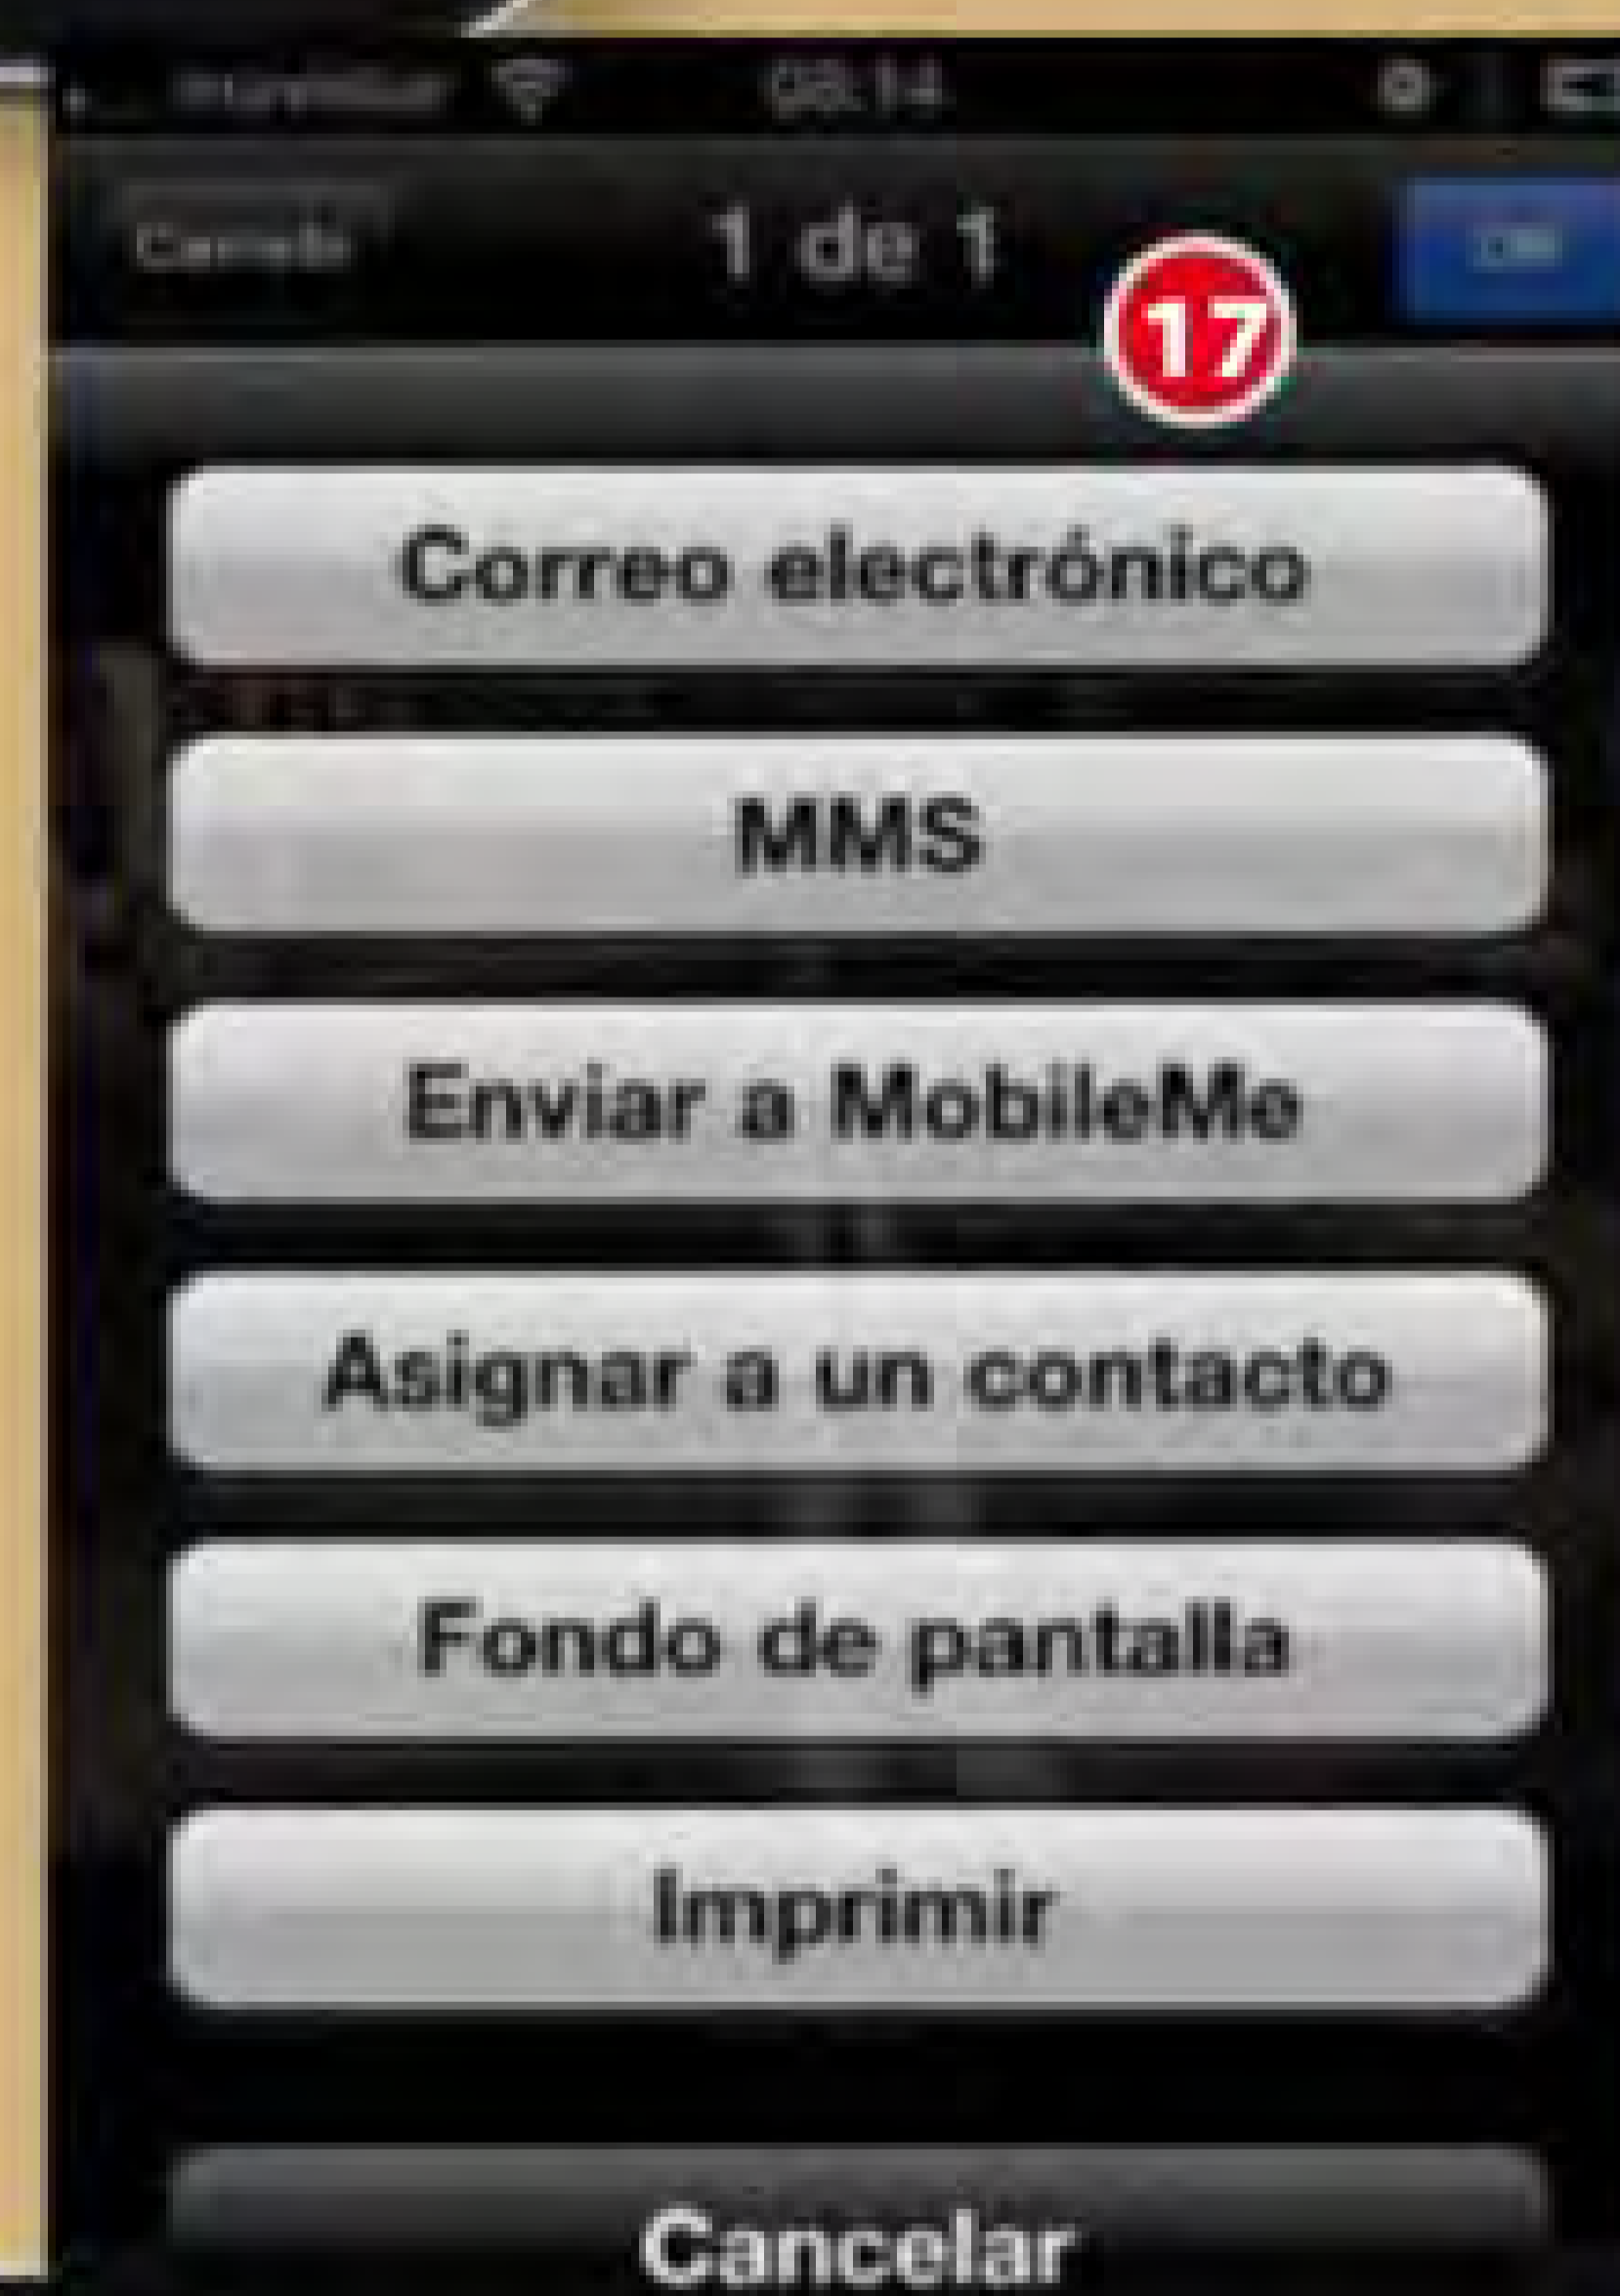 1 de 1
17
Correo electrónico
MMS
Enviar a MobileMe
Asignar a un contacto
Fondo de pantalla
Imprimir
Cancelar